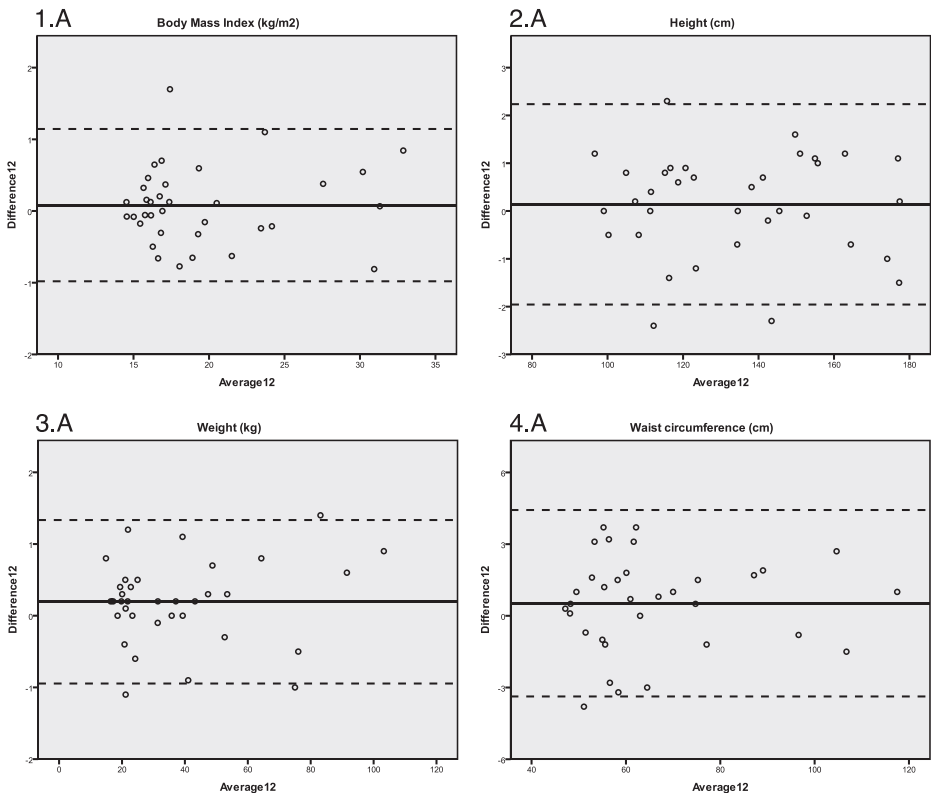 1.A
Body Mass Index (kg/m2)
Difference12
2
1
0
-1
-2
10 15 20 25 30 35
Average12
2.A
Height (cm)
Difference12
3
2
1
0
-1
-2
-3
80 100 120 140 160 180
Average12
3.A
Weight (kg)
Difference12
2
1
0
-1
-2
0 20 40 60 80 100 120
Average12
4.A
Waist circumference (cm)
Difference12
6
3
0
-3
-6
40 60 80 100 120
Average12